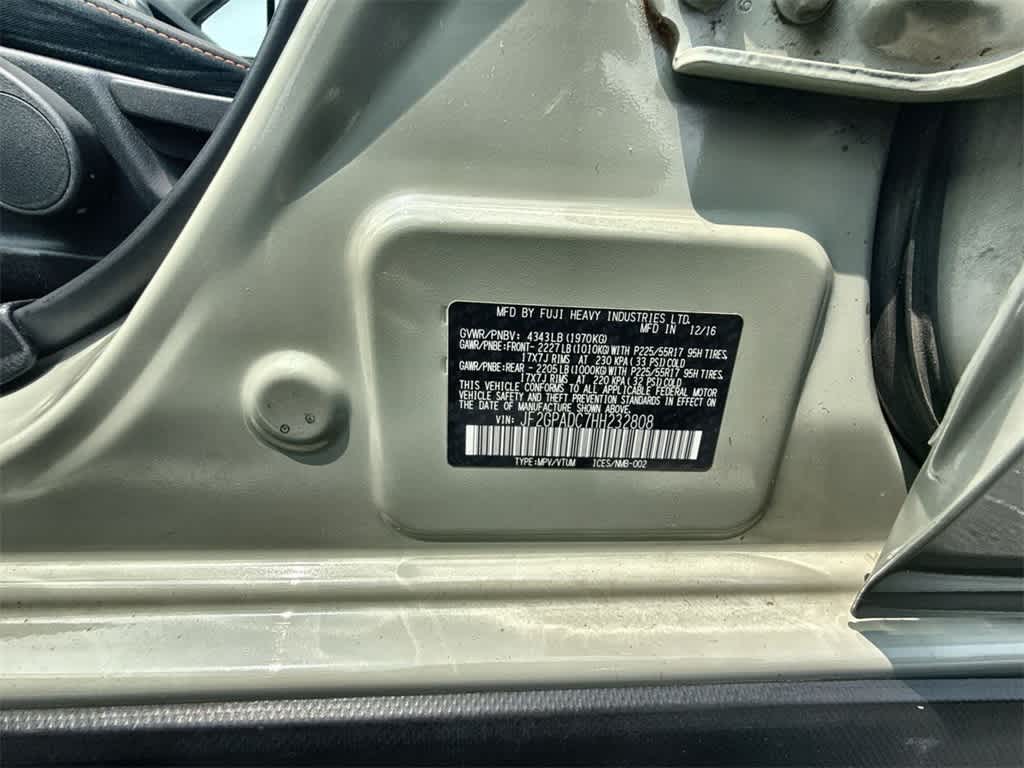 MFD BY FUJI HEAVY INDUSTRIES LTD.
MFD IN 12/16
GVWR/PNBV: 4343LB(1970KG)
GAWR/PNBE:FRONT-2227LB(1010KG)WITH P225/55R17 95H TIRES.
17X7J RIMS AT 230 KPA(33 PSI)COLD
GAWR/PNBE:REAR -2205LB(1000KG)WITH P225/55R17 95H TIRES.
17X7J RIMS AT 220 KPA(32 PSI)COLD
THIS VEHICLE CONFORMS TO ALL APPLICABLE FEDERAL MOTOR
VEHICLE SAFETY AND THEFT PREVENTION STANDARDS IN EFFECT ON
THE DATE OF MANUFACTURE SHOWN ABOVE.
VIN: JF2GPADC7HH232808
TYPE:MPV/VTUM ICES/NMB-002